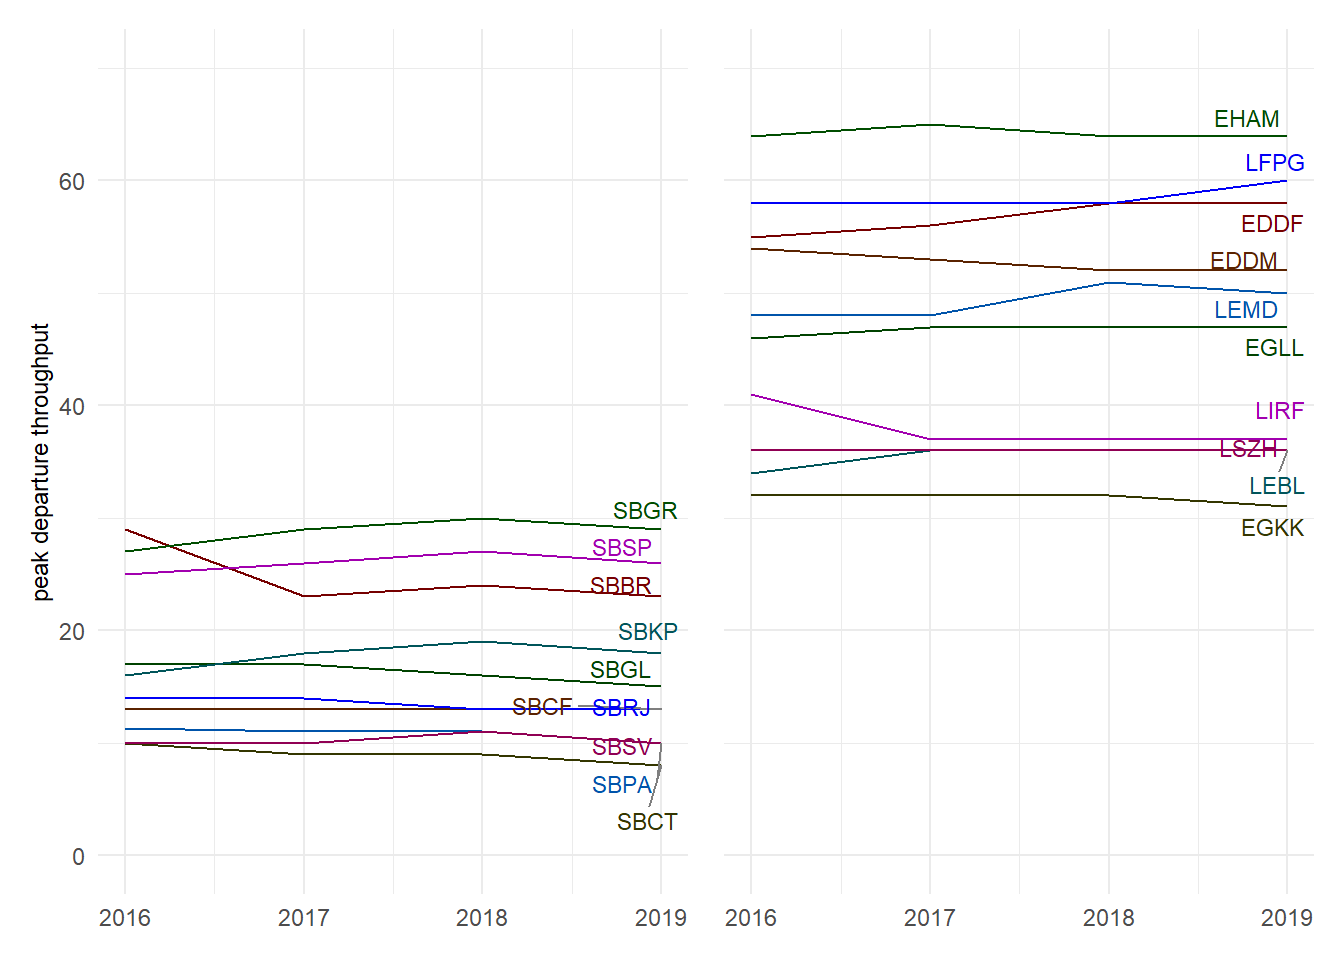 peak departure throughput
60
40
20
0
SBGR
SBSP
SBBR
SBKP
SBGL
SBCF
SBRJ
SBSV
SBPA
SBCT
2016
2017
2018
2019
EHAM
LFPG
EDDF
EDDM
LEMD
EGLL
LIRF
LSZH
LEBL
EGKK
2016
2017
2018
2019